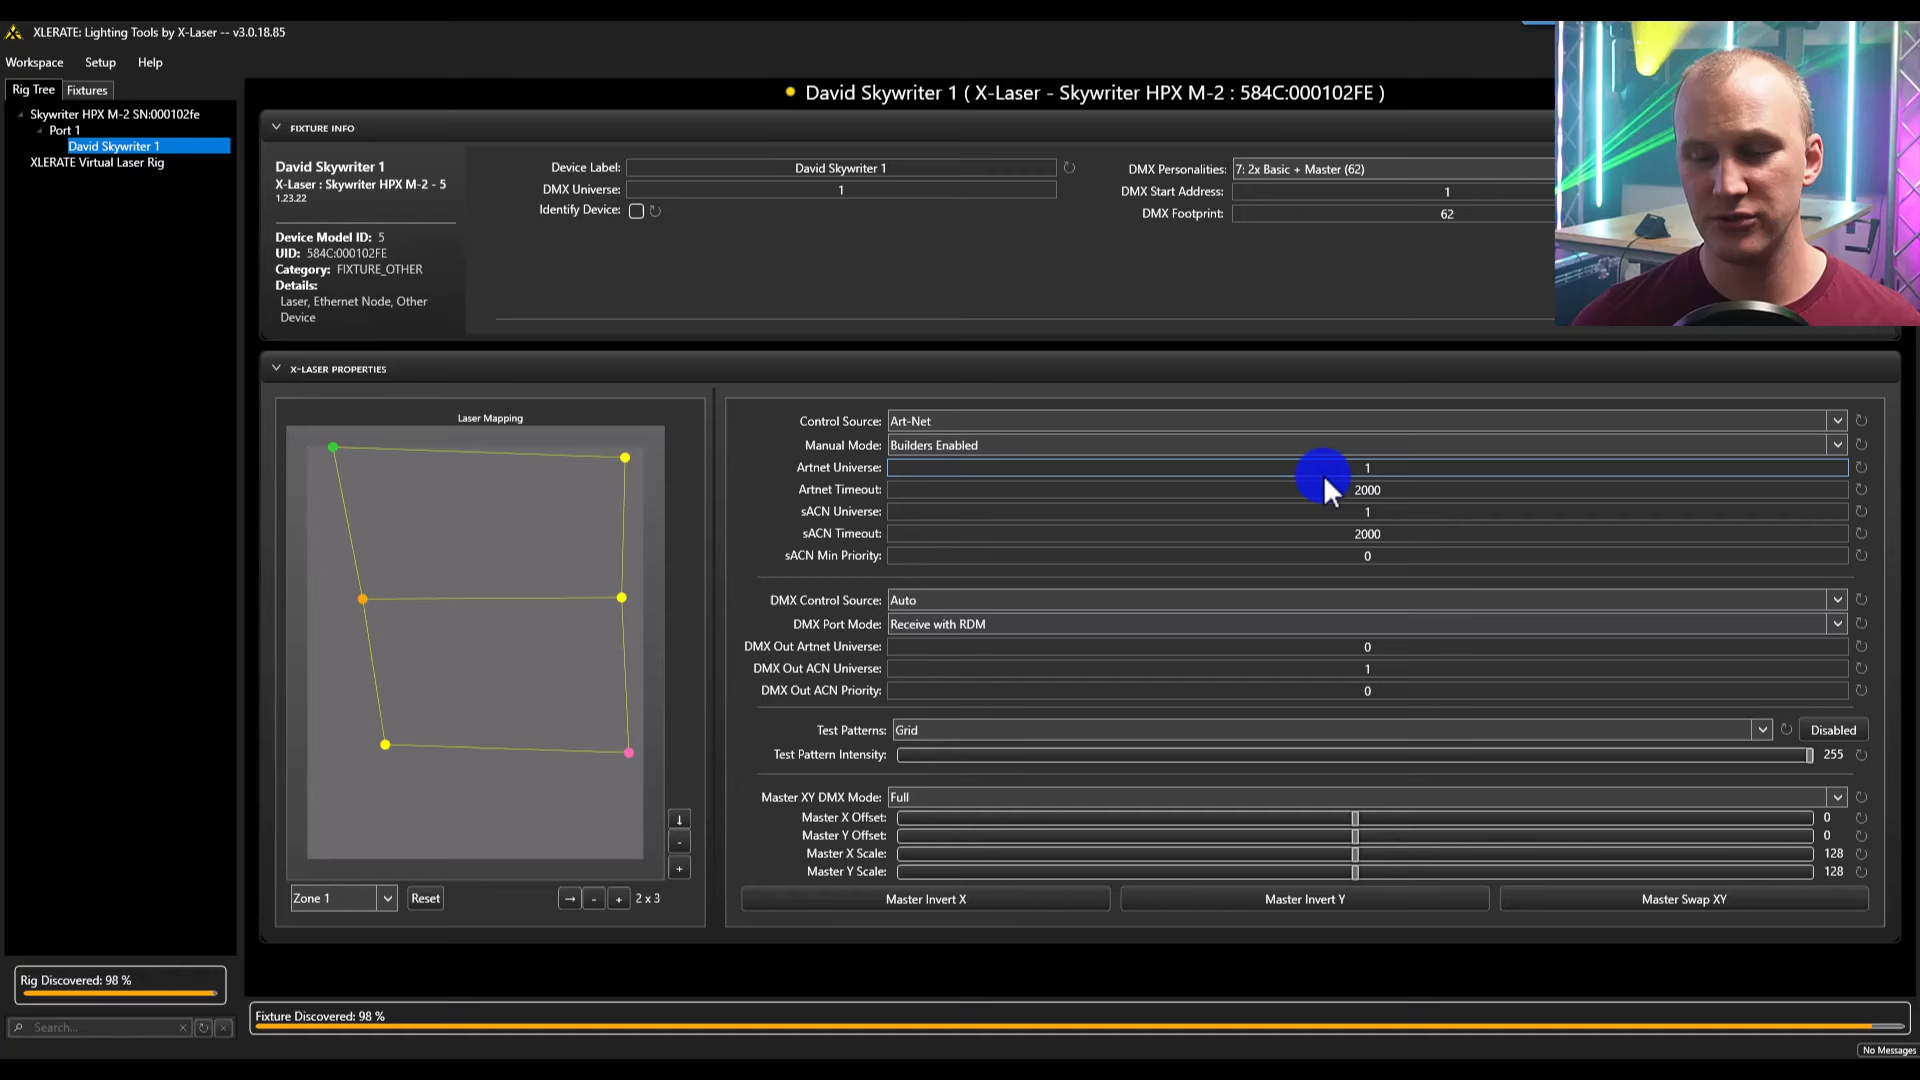 XLERATE: Lighting Tools by X-Laser -- v3.0.18.85
Workspace Setup Help
Rig Tree Fixtures
Skywriter HPX M-2 SN:000102fe
Port 1
David Skywriter 1
XLERATE Virtual Laser Rig
David Skywriter 1 ( X-Laser - Skywriter HPX M-2 : 584C:000102FE )
FIXTURE INFO
David Skywriter 1
X-Laser : Skywriter HPX M-2 - 5
1.23.22
Device Model ID: 5
UID: 584C:000102FE
Category: FIXTURE_OTHER
Details:
Laser, Ethernet Node, Other
Device
Device Label: David Skywriter 1
DMX Universe: 1
Identify Device:
DMX Personalities: 7: 2x Basic + Master (62)
DMX Start Address: 1
DMX Footprint: 62
X-LASER PROPERTIES
Laser Mapping
Zone 1 Reset → - + 2 x 3
↓
-
+
Control Source: Art-Net
Manual Mode: Builders Enabled
Artnet Universe: 1
Artnet Timeout: 2000
sACN Universe: 1
sACN Timeout: 2000
sACN Min Priority: 0
DMX Control Source: Auto
DMX Port Mode: Receive with RDM
DMX Out Artnet Universe: 0
DMX Out ACN Universe: 1
DMX Out ACN Priority: 0
Test Patterns: Grid Disabled
Test Pattern Intensity: 255
Master XY DMX Mode: Full
Master X Offset: 0
Master Y Offset: 0
Master X Scale: 128
Master Y Scale: 128
Master Invert X Master Invert Y Master Swap XY
Rig Discovered: 98 %
Search...
Fixture Discovered: 98 %
No Messages